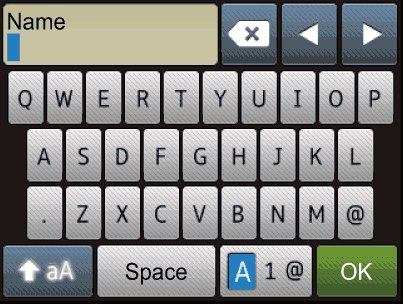 Name
Q W E R T Y U I O P
A S D F G H J K L
. Z X C V B N M @
aA Space A 1 @ OK